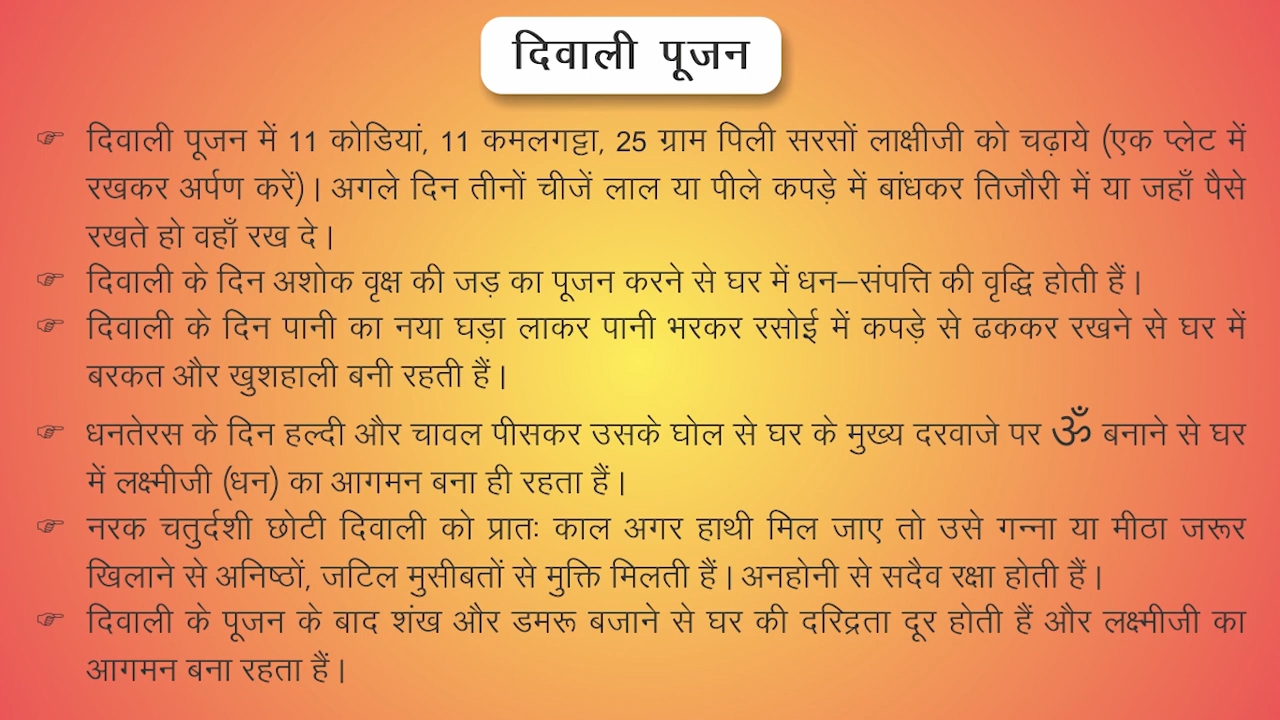 दिवाली पूजन
☞ दिवाली पूजन में 11 कोडियां, 11 कमलगट्टा, 25 ग्राम पिली सरसों लाक्षीजी को चढ़ाये (एक प्लेट में
रखकर अर्पण करें)। अगले दिन तीनों चीजें लाल या पीले कपड़े में बांधकर तिजौरी में या जहाँ पैसे
रखते हो वहाँ रख दे।
☞ दिवाली के दिन अशोक वृक्ष की जड़ का पूजन करने से घर में धन–संपत्ति की वृद्धि होती हैं।
☞ दिवाली के दिन पानी का नया घड़ा लाकर पानी भरकर रसोई में कपड़े से ढककर रखने से घर में
बरकत और खुशहाली बनी रहती हैं।
☞ धनतेरस के दिन हल्दी और चावल पीसकर उसके घोल से घर के मुख्य दरवाजे पर ॐ बनाने से घर
में लक्ष्मीजी (धन) का आगमन बना ही रहता हैं।
☞ नरक चतुर्दशी छोटी दिवाली को प्रातः काल अगर हाथी मिल जाए तो उसे गन्ना या मीठा जरूर
खिलाने से अनिष्ठों, जटिल मुसीबतों से मुक्ति मिलती हैं। अनहोनी से सदैव रक्षा होती हैं।
☞ दिवाली के पूजन के बाद शंख और डमरू बजाने से घर की दरिद्रता दूर होती हैं और लक्ष्मीजी का
आगमन बना रहता हैं।